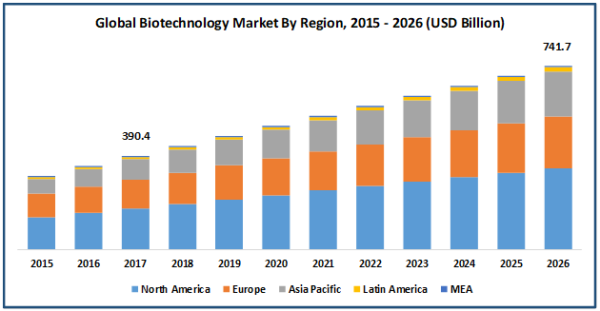 Global Biotechnology Market By Region, 2015 - 2026 (USD Billion)
741.7
390.4
2015 2016 2017 2018 2019 2020 2021 2022 2023 2024 2025 2026
North America Europe Asia Pacific Latin America MEA